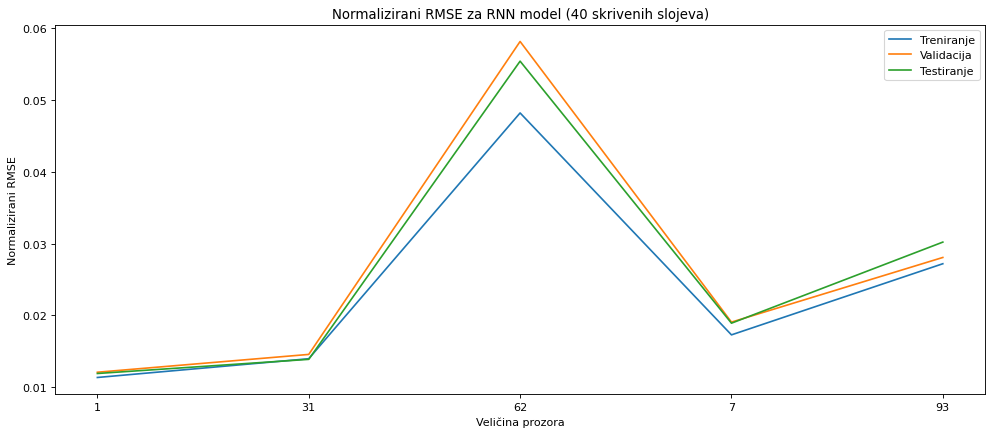 Normalizirani RMSE za RNN model (40 skrivenih slojeva)
Treniranje
Validacija
Testiranje
Normalizirani RMSE
0.06
0.05
0.04
0.03
0.02
0.01
1 31 62 7 93
Veličina prozora